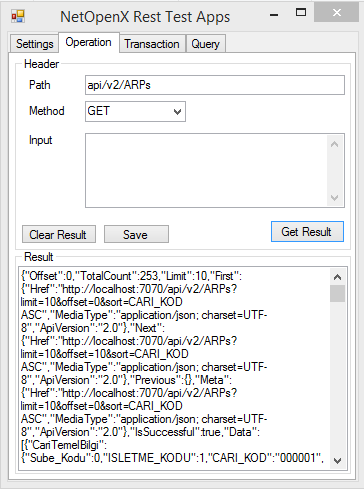 NetOpenX Rest Test Apps
Settings Operation Transaction Query
Header
Path api/v2/ARPs
Method GET
Input
Clear Result Save Get Result
Result
{"Offset":0,"TotalCount":253,"Limit":10,"First":
{"Href":"http://localhost:7070/api/v2/ARPs?
limit=10&offset=0&sort=CARI_KOD
ASC","MediaType":"application/json; charset=UTF-
8","ApiVersion":"2.0"},"Next":
{"Href":"http://localhost:7070/api/v2/ARPs?
limit=10&offset=10&sort=CARI_KOD
ASC","MediaType":"application/json; charset=UTF-
8","ApiVersion":"2.0"},"Previous":{},"Meta":
{"Href":"http://localhost:7070/api/v2/ARPs?
limit=10&offset=0&sort=CARI_KOD
ASC","MediaType":"application/json; charset=UTF-
8","ApiVersion":"2.0"},"IsSuccessful":true,"Data":
[{"CariTemelBilgi":
{"Sube_Kodu":0,"ISLETME_KODU":1,"CARI_KOD":"000001",